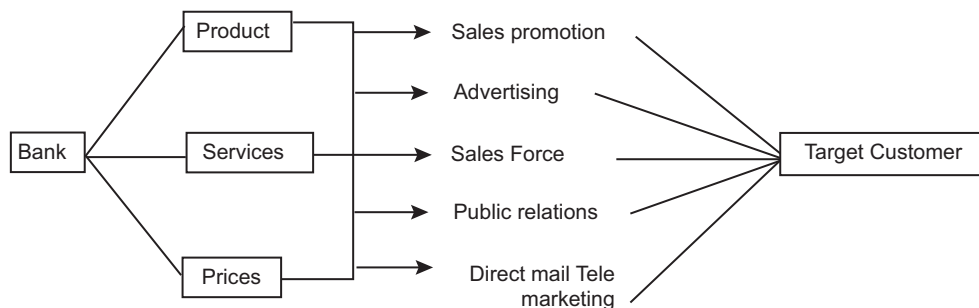 Product
Sales promotion
Advertising
Bank
Services
Sales Force
Target Customer
Public relations
Prices
Direct mail Tele
marketing